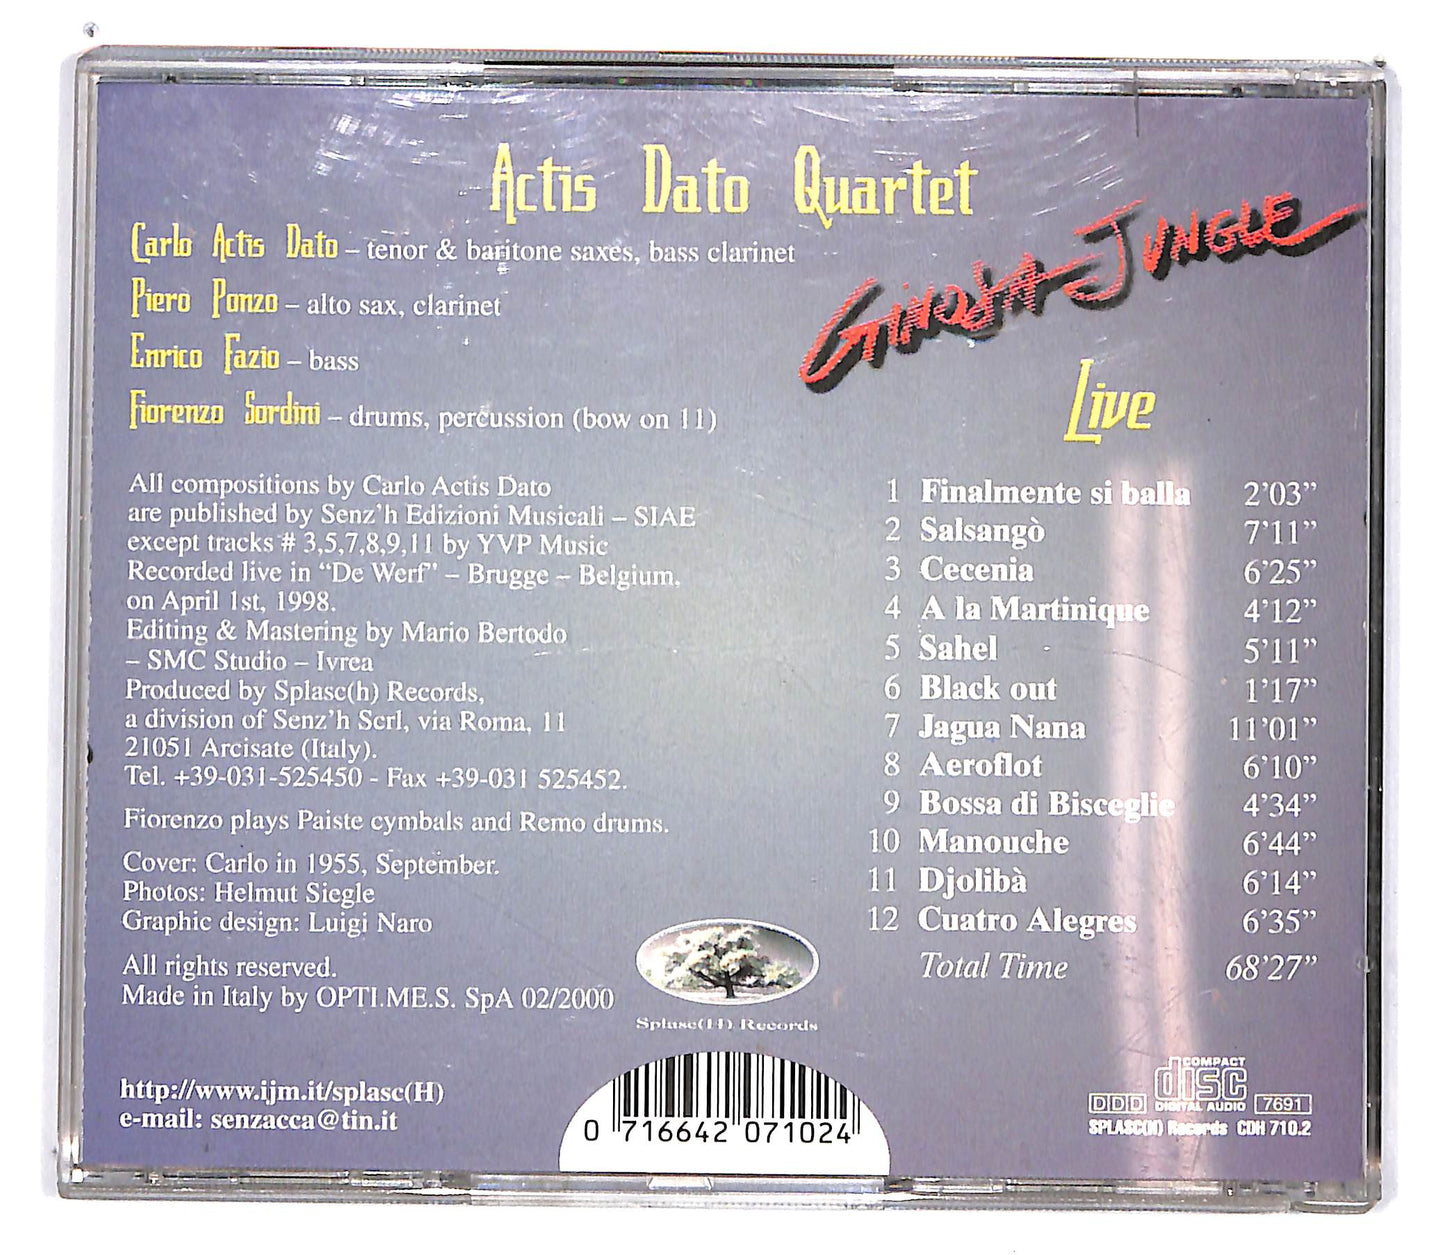 Actis Dato Quartet
Ginosa Jungle
Live
Carlo Actis Dato – tenor & baritone saxes, bass clarinet
Piero Ponzo – alto sax, clarinet
Enrico Fazio – bass
Fiorenzo Sordini – drums, percussion (bow on 11)
All compositions by Carlo Actis Dato
are published by Senz'h Edizioni Musicali – SIAE
except tracks # 3,5,7,8,9,11 by YVP Music
Recorded live in “De Werf” – Brugge – Belgium,
on April 1st, 1998.
Editing & Mastering by Mario Bertodo
– SMC Studio – Ivrea
Produced by Splasc(h) Records,
a division of Senz'h Scrl, via Roma, 11
21051 Arcisate (Italy).
Tel. +39-031-525450 - Fax +39-031 525452.
Fiorenzo plays Paiste cymbals and Remo drums.
Cover: Carlo in 1955, September.
Photos: Helmut Siegle
Graphic design: Luigi Naro
All rights reserved.
Made in Italy by OPTI.ME.S. SpA 02/2000
http://www.ijm.it/splasc(H)
e-mail: senzacca@tin.it
1 Finalmente si balla 2'03”
2 Salsangò 7'11”
3 Cecenia 6'25”
4 A la Martinique 4'12”
5 Sahel 5'11”
6 Black out 1'17”
7 Jagua Nana 11'01”
8 Aeroflot 6'10”
9 Bossa di Bisceglie 4'34”
10 Manouche 6'44”
11 Djolibà 6'14”
12 Cuatro Alegres 6'35”
Total Time 68'27”
Splasc(H) Records
0 716642 071024
COMPACT
disc
DDD DIGITAL AUDIO 7691
SPLASC(H) Records CDH 710.2